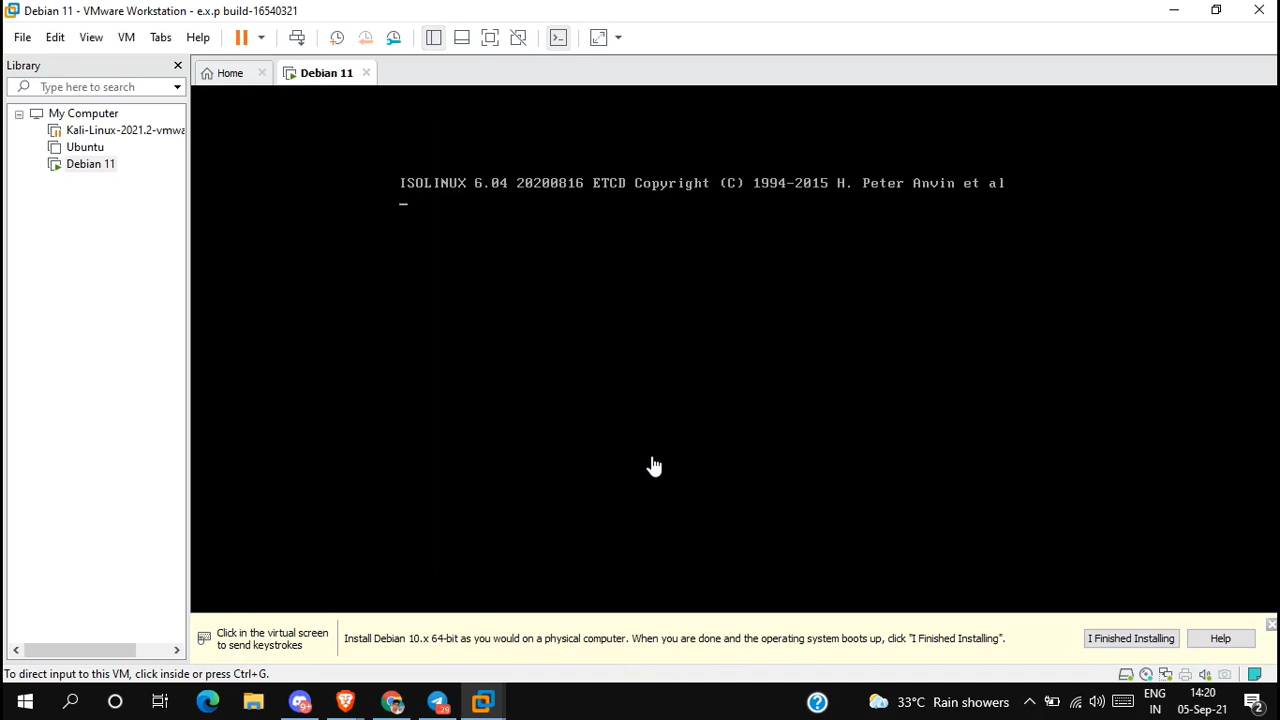 Debian 11 - VMware Workstation - e.x.p build-16540321
File Edit View VM Tabs Help
Library
Type here to search
My Computer
Kali-Linux-2021.2-vmwa
Ubuntu
Debian 11
Home
Debian 11
ISOLINUX 6.04 20200816 ETCD Copyright (C) 1994-2015 H. Peter Anvin et al
Click in the virtual screen
to send keystrokes
Install Debian 10.x 64-bit as you would on a physical computer. When you are done and the operating system boots up, click "I Finished Installing".
I Finished Installing
Help
To direct input to this VM, click inside or press Ctrl+G.
9+
29
33°C Rain showers
ENG
IN
14:20
05-Sep-21
2